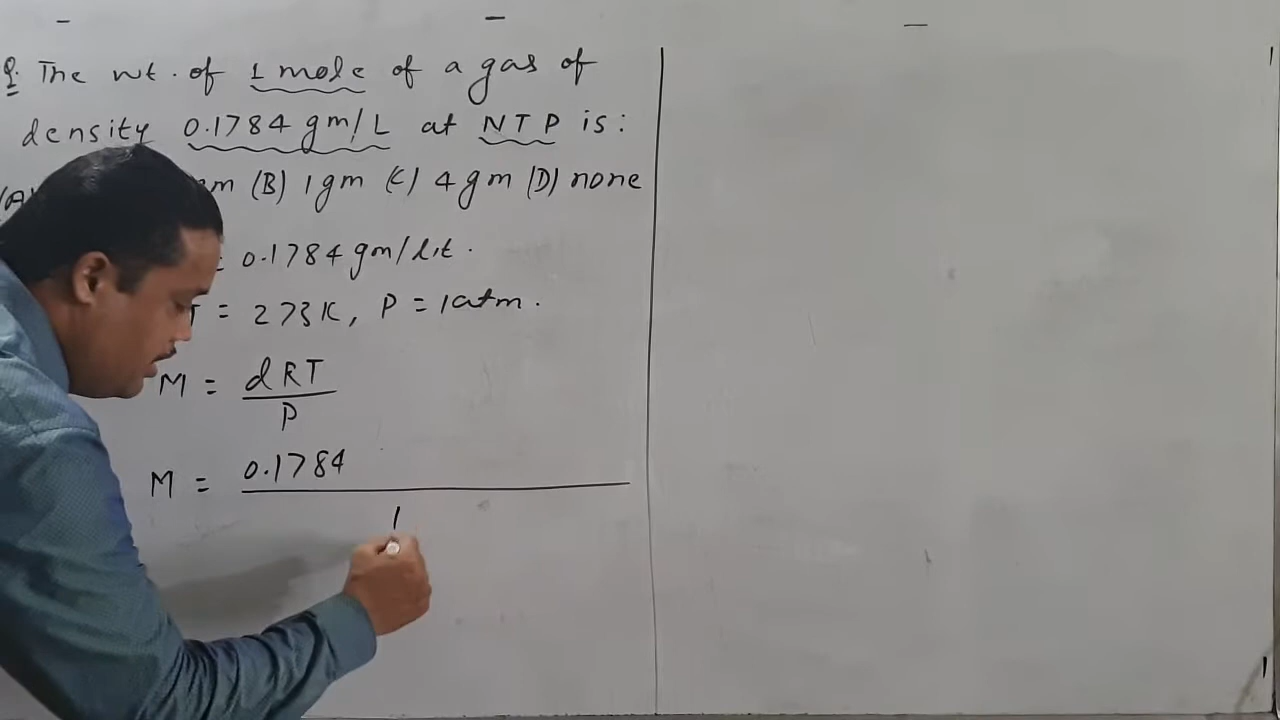 Q. The wt. of 1 mole of a gas of
density 0.1784 gm/L at NTP is:
(A) gm (B) 1gm (C) 4gm (D) none
= 0.1784 gm/lit.
T = 273K, P = 1atm.
M = dRT / P
M = 0.1784 / 1